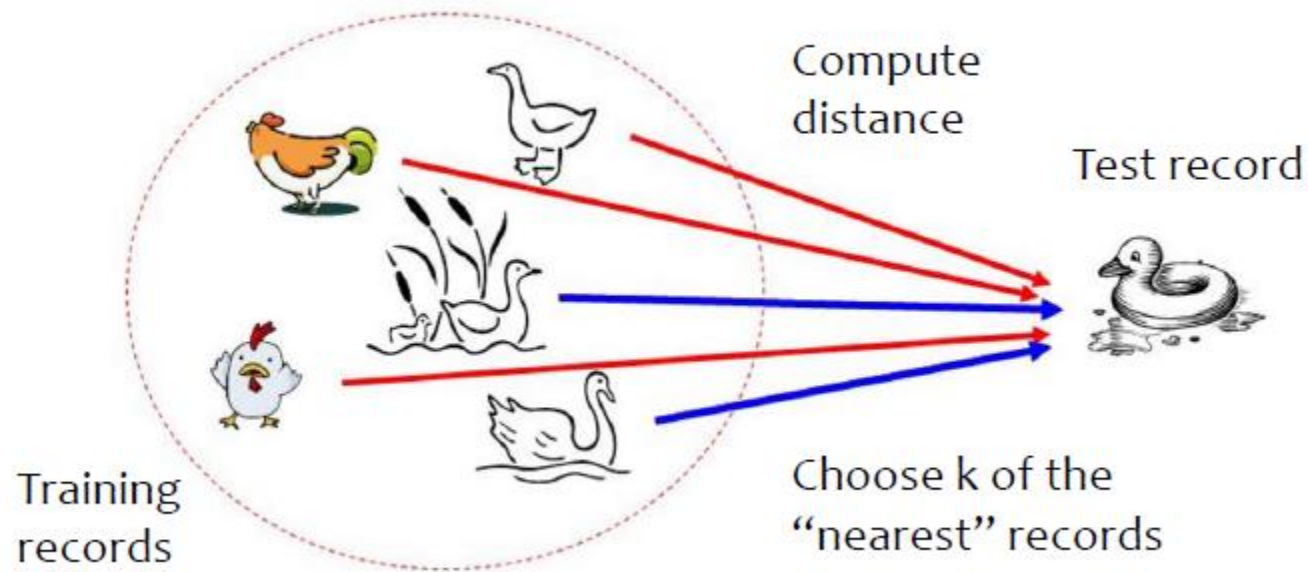 Compute
distance
Test record
Training
records
Choose k of the
“nearest” records